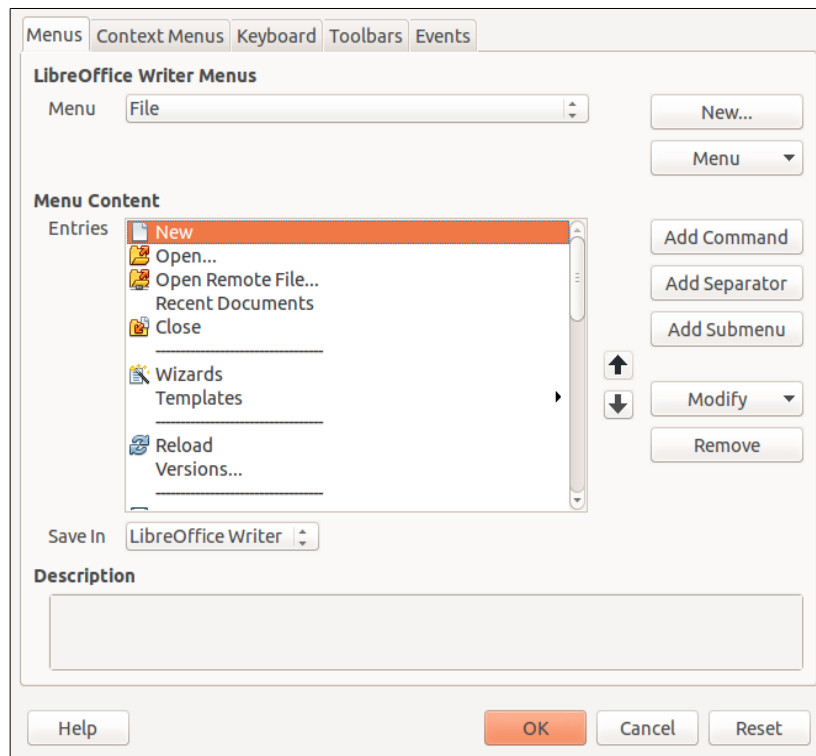 Menus Context Menus Keyboard Toolbars Events
LibreOffice Writer Menus
Menu File New...
Menu
Menu Content
Entries New Add Command
Open...
Open Remote File... Add Separator
Recent Documents
Close Add Submenu
Wizards
Templates Modify
Reload Remove
Versions...
Save In LibreOffice Writer
Description
Help OK Cancel Reset